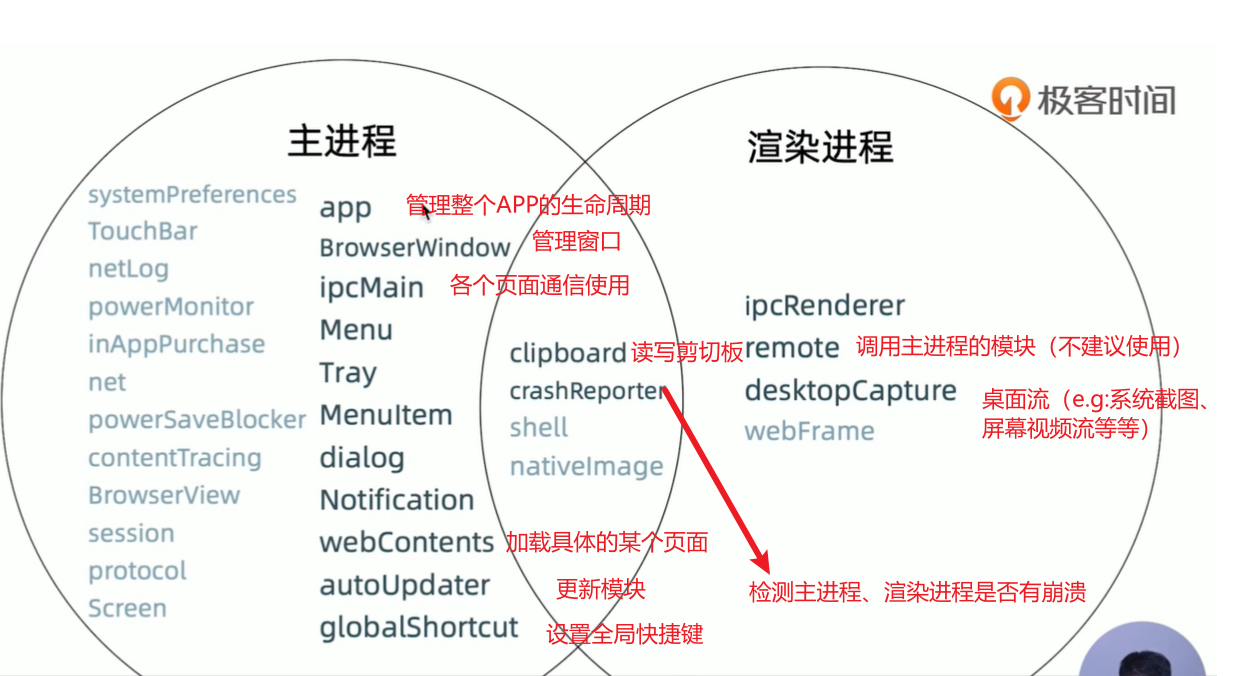 极客时间
主进程
systemPreferences
TouchBar
netLog
powerMonitor
inAppPurchase
net
powerSaveBlocker
contentTracing
BrowserView
session
protocol
Screen
app 管理整个APP的生命周期
BrowserWindow 管理窗口
ipcMain 各个页面通信使用
Menu
Tray
MenuItem
dialog
Notification
webContents 加载具体的某个页面
autoUpdater 更新模块
globalShortcut 设置全局快捷键
clipboard 读写剪切板
crashReporter
shell
nativeImage
渲染进程
ipcRenderer
remote 调用主进程的模块（不建议使用）
desktopCapture 桌面流（e.g:系统截图、
屏幕视频流等等）
webFrame
检测主进程、渲染进程是否有崩溃